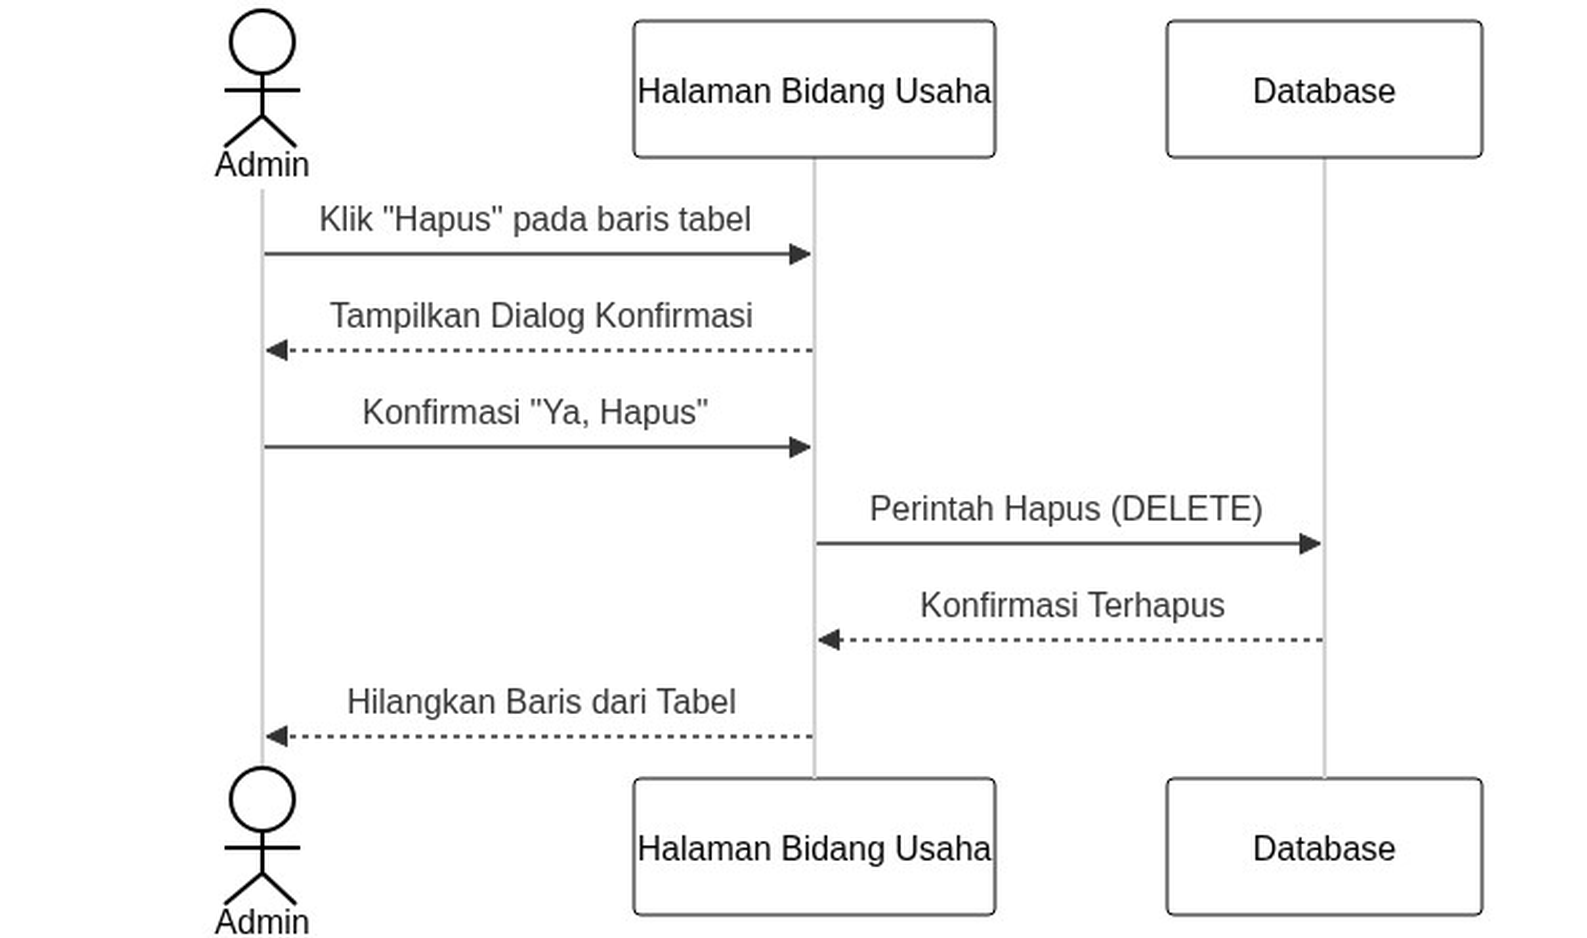 Admin
Halaman Bidang Usaha
Database
Klik "Hapus" pada baris tabel
Tampilkan Dialog Konfirmasi
Konfirmasi "Ya, Hapus"
Perintah Hapus (DELETE)
Konfirmasi Terhapus
Hilangkan Baris dari Tabel
Admin
Halaman Bidang Usaha
Database